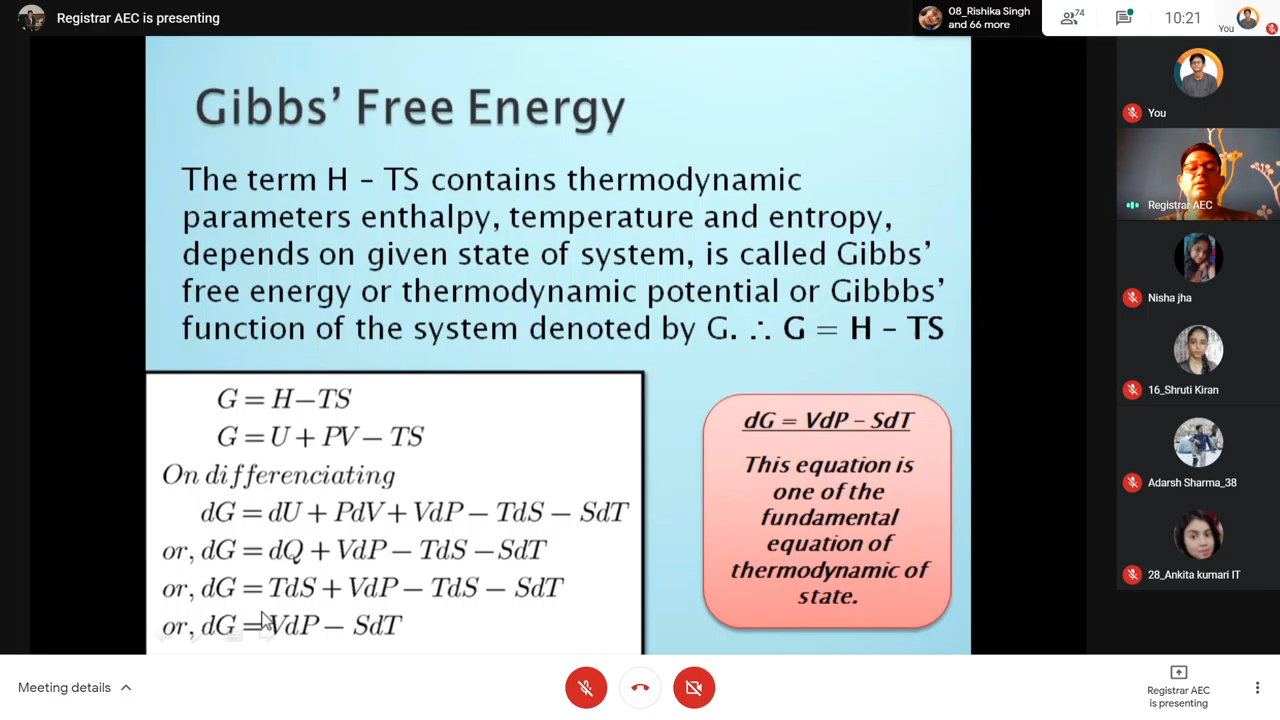 Registrar AEC is presenting
08_Rishika Singh
and 66 more
74
10:21
You
Gibbs' Free Energy
The term H – TS contains thermodynamic
parameters enthalpy, temperature and entropy,
depends on given state of system, is called Gibbs'
free energy or thermodynamic potential or Gibbbs'
function of the system denoted by G. ∴ G = H – TS
G = H – TS
G = U + PV – TS
On differenciating
dG = dU + PdV + VdP – TdS – SdT
or, dG = dQ + VdP – TdS – SdT
or, dG = TdS + VdP – TdS – SdT
or, dG = VdP – SdT
dG = VdP – SdT
This equation is
one of the
fundamental
equation of
thermodynamic of
state.
You
Registrar AEC
Nisha jha
16_Shruti Kiran
Adarsh Sharma_38
28_Ankita kumari IT
Meeting details
Registrar AEC
is presenting